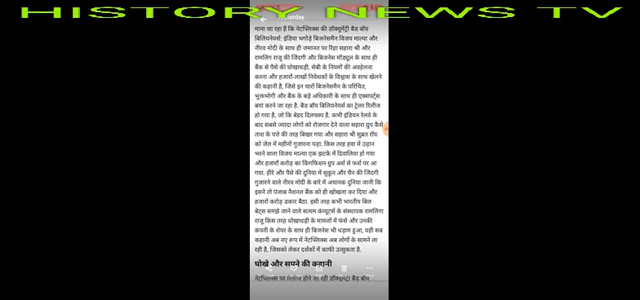 HISTORY NEWS TV
माना जा रहा है कि नेटफ्लिक्स की डॉक्यूमेंट्री बैड बॉय
बिलियनेयर्स: इंडिया भगोड़े बिजनेसमैन विजय माल्या और
नीरव मोदी के साथ ही जमानत पर रिहा सहारा श्री और
रामलिंग राजू की जिंदगी और बिजनेस मॉड्यूल के साथ ही
बैंक से पैसे की धोखाधड़ी, सेबी के नियमों की अवहेलना
करना और हजारों-लाखों निवेशकों के विश्वास के साथ खेलने
की कहानी है, जिसे इन चारों बिजनेसमैन के परिचित,
भुक्तभोगी और बैंक के बड़े अधिकारी के साथ ही एक्सपर्ट्स
बयां करने जा रहा है. बैड बॉय बिलियनेयर्स का ट्रेलर रिलीज
हो गया है, जो कि बेहद दिलचस्प है. कभी इंडियन रेलवे के
बाद सबसे ज्यादा लोगों को रोजगार देने वाला सहारा ग्रुप कैसे
ताश के पत्ते की तरह बिखर गया और सहारा श्री सुब्रत रॉय
को जेल में महीनों गुजारना पड़ा. किस तरह हवा में उड़ान
भरने वाला विजय माल्या एक झटके में दिवालिया हो गया
और हजारों करोड़ का किंगफिशर ग्रुप अर्श से फर्श पर आ
गया. हीरे और पैसे की दुनिया में सुकून और चैन की जिंदगी
गुजारने वाले नीरव मोदी के बारे में अचानक दुनिया जानी कि
इसने तो पंजाब नैशनल बैंक को ही खोखला कर दिया और
हजारों करोड़ डकार बैठा. इसी तरह कभी भारतीय बिल
गेट्स समझे जाने वाले सत्यम कंप्यूटर्स के संस्थापक रामलिंगा
राजू किस तरह धोखाधड़ी के मामलों में फंसे और उनकी
कंपनी के शेयर के साथ ही बिजनस भी धड़ाम हुआ, यही सब
कहानी अब नए रूप में नेटफ्लिक्स अब लोगों के सामने ला
रही है, जिसको लेकर दर्शकों में काफी उत्सुकता है.
धोखे और सपने की कहानी
नेटफ्लिक्स पर रिलीज होने जा रही डॉक्यूमेंट्री बैड बॉय